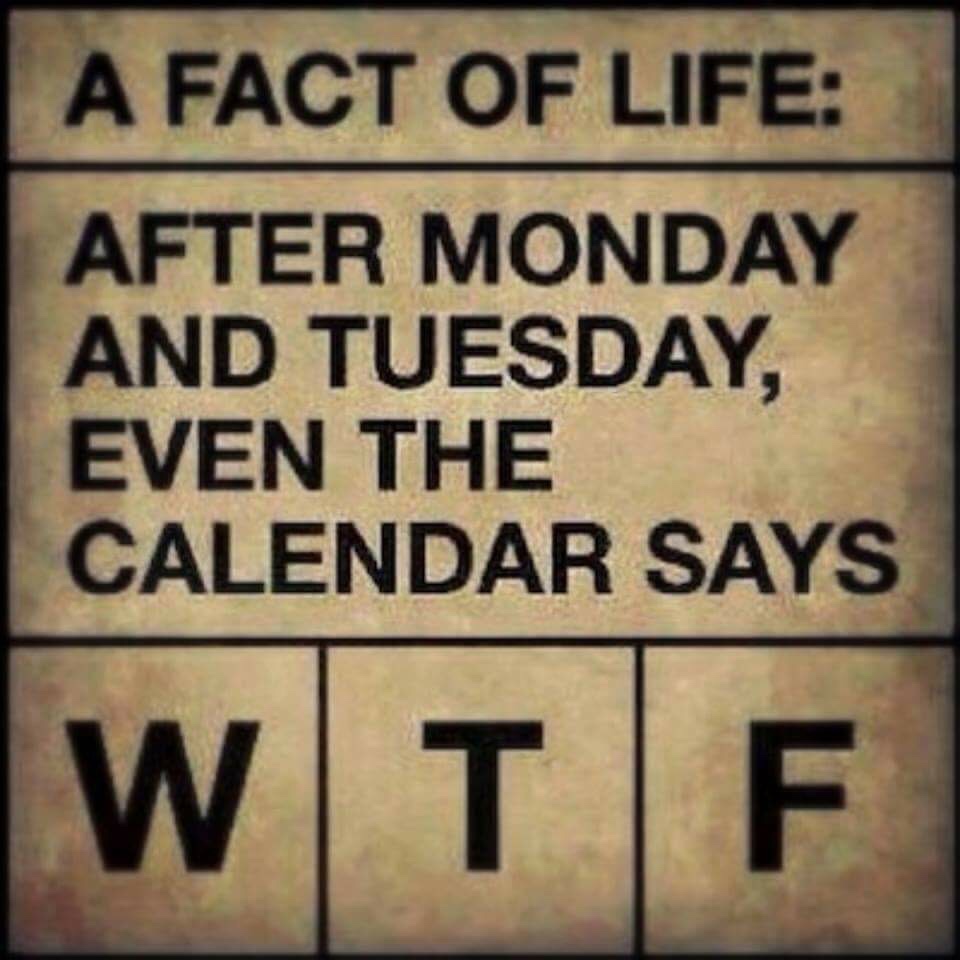 A FACT OF LIFE:
AFTER MONDAY
AND TUESDAY,
EVEN THE
CALENDAR SAYS
W T F